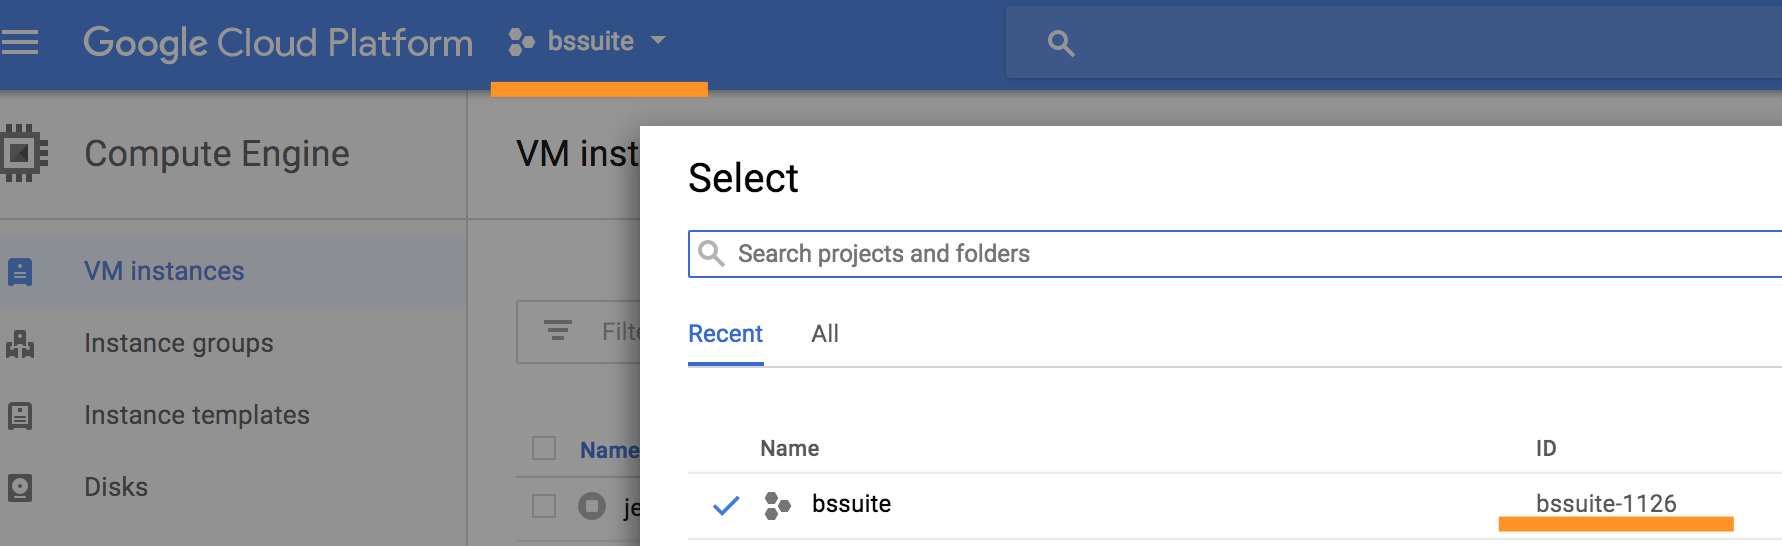 Google Cloud Platform bssuite
Compute Engine
VM inst
Select
Search projects and folders
VM instances
Filte
Recent All
Instance groups
Instance templates
Name
Name ID
Disks
je
bssuite bssuite-1126